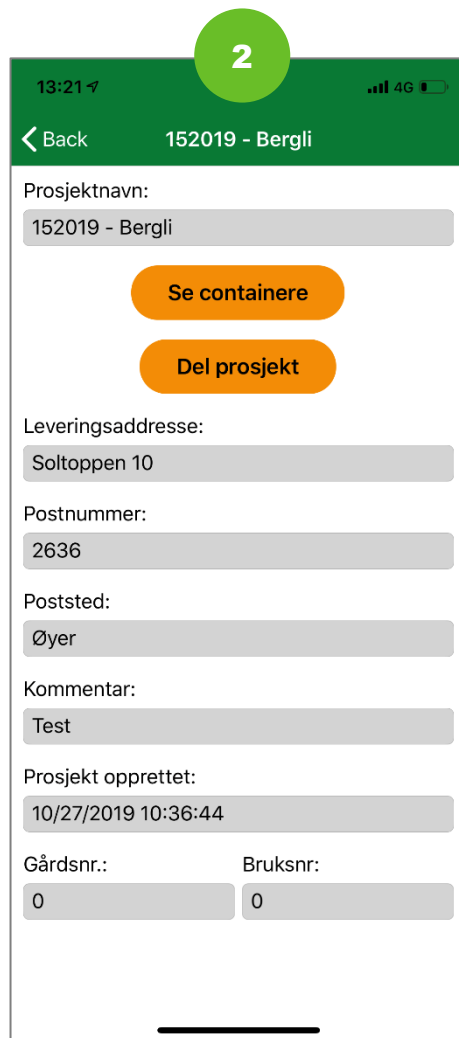 2
13:21
4G
Back 152019 - Bergli
Prosjektnavn:
152019 - Bergli
Se containere
Del prosjekt
Leveringsaddresse:
Soltoppen 10
Postnummer:
2636
Poststed:
Øyer
Kommentar:
Test
Prosjekt opprettet:
10/27/2019 10:36:44
Gårdsnr.: Bruksnr:
0 0